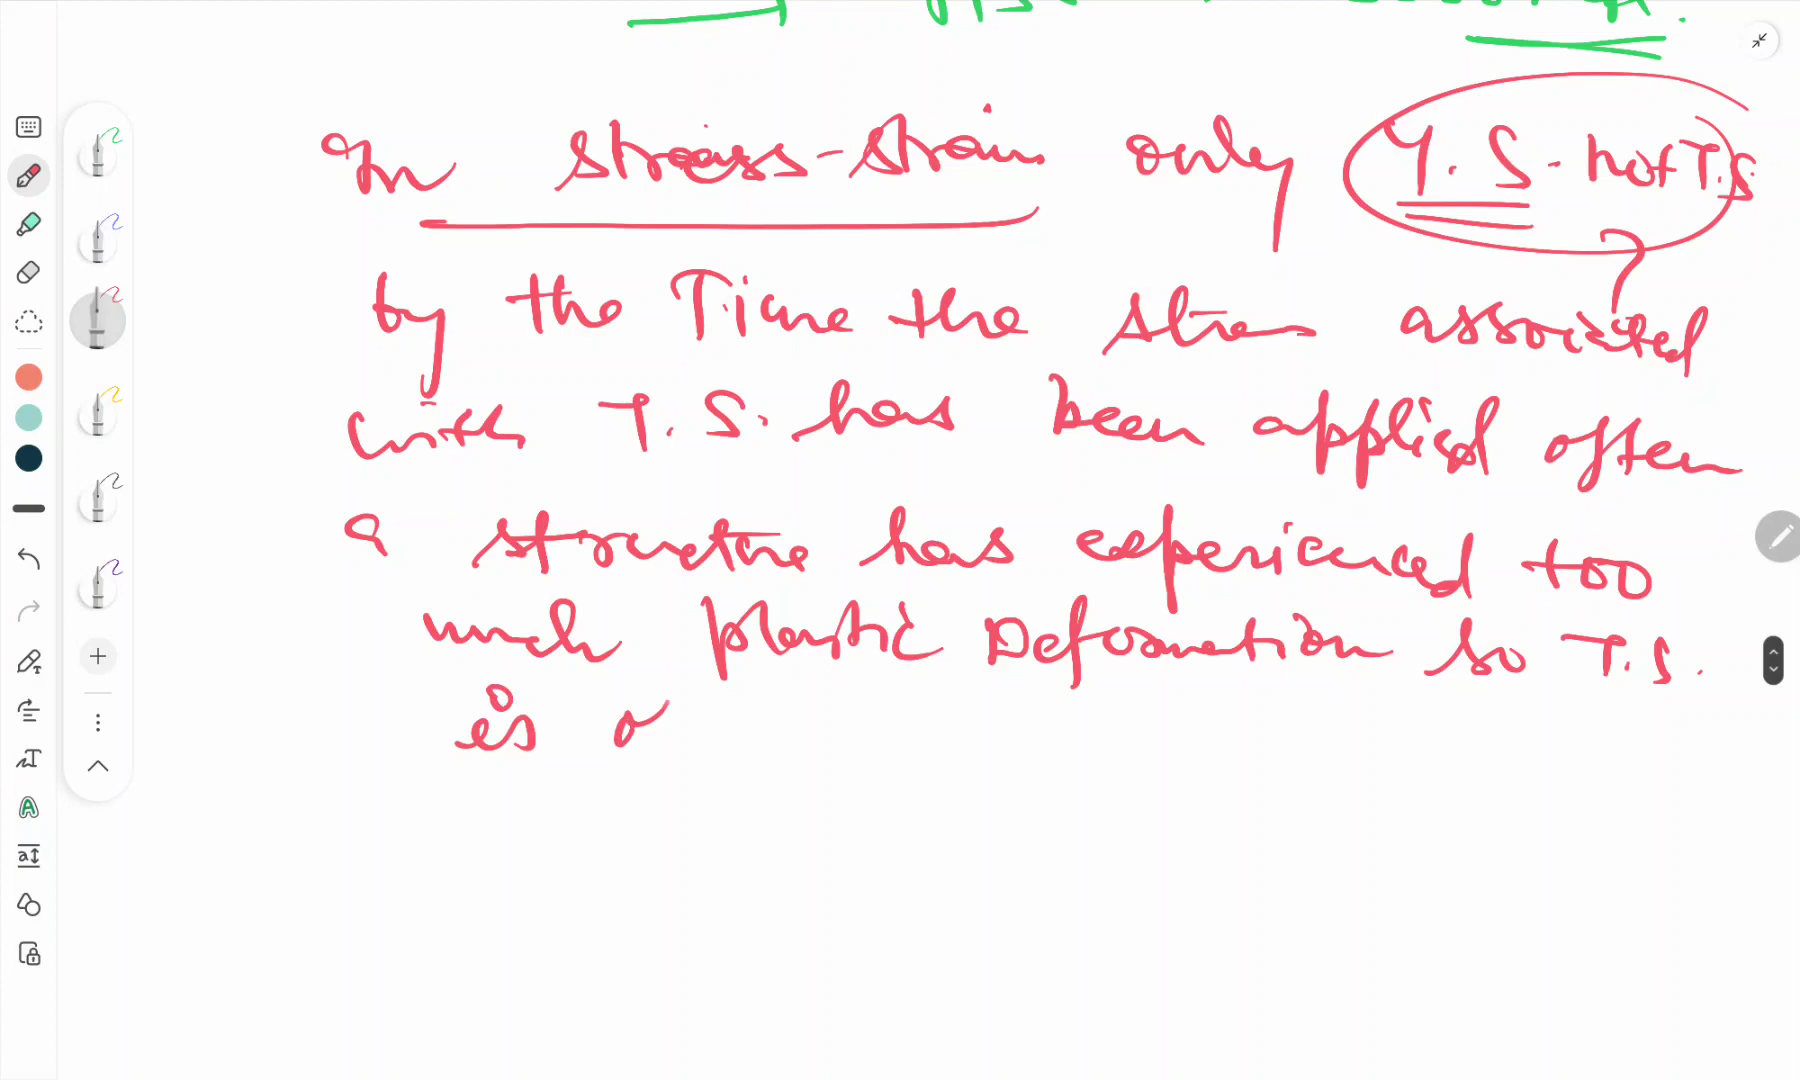 In stress-strain only Y.S. not T.S
?
by the Time the stress associated
with T.S. has been applied often
a structure has experienced too
much plastic Deformation so T.S.
is